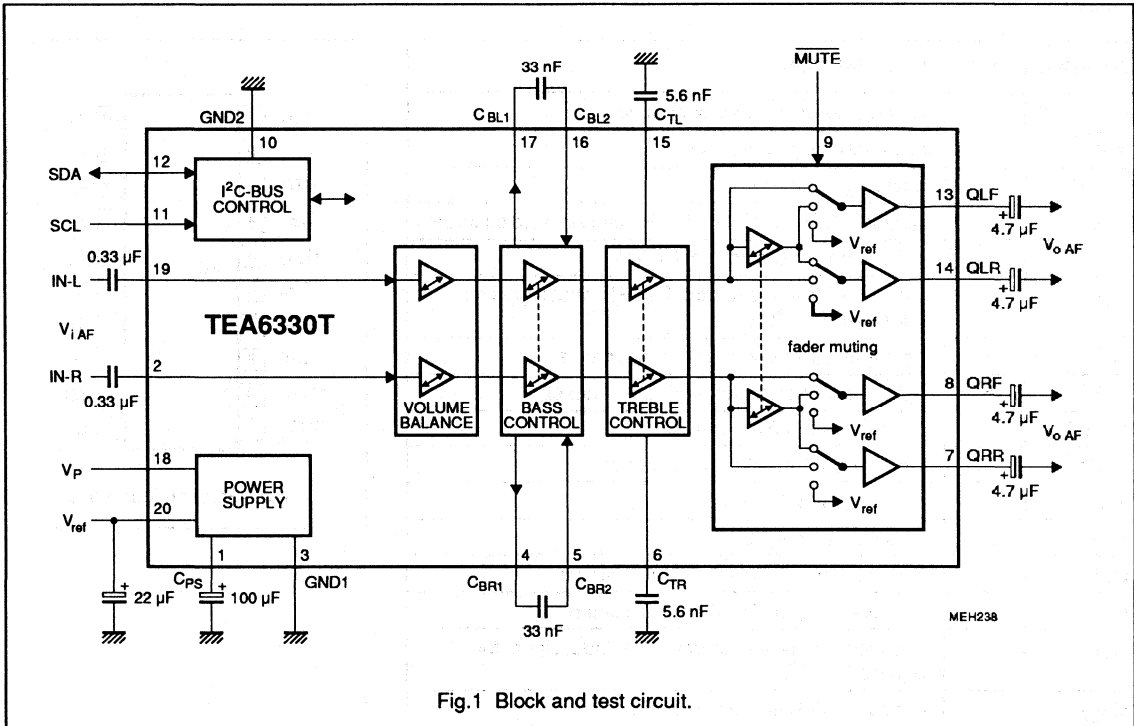 33 nF
MUTE
5.6 nF
GND2
C BL1
C BL2
C TL
10
17
16
15
9
SDA
12
I²C-BUS
CONTROL
SCL
11
13
QLF
+
4.7 µF
V o AF
V ref
0.33 µF
IN-L
19
14
QLR
+
4.7 µF
V ref
TEA6330T
V i AF
fader muting
IN-R
2
0.33 µF
8
QRF
+
4.7 µF
V o AF
V ref
VOLUME
BALANCE
BASS
CONTROL
TREBLE
CONTROL
7
QRR
+
4.7 µF
V ref
V P
18
POWER
SUPPLY
V ref
20
1
3
4
5
6
C PS
GND1
C BR1
C BR2
C TR
+
22 µF
+
100 µF
33 nF
5.6 nF
MEH238
Fig.1 Block and test circuit.